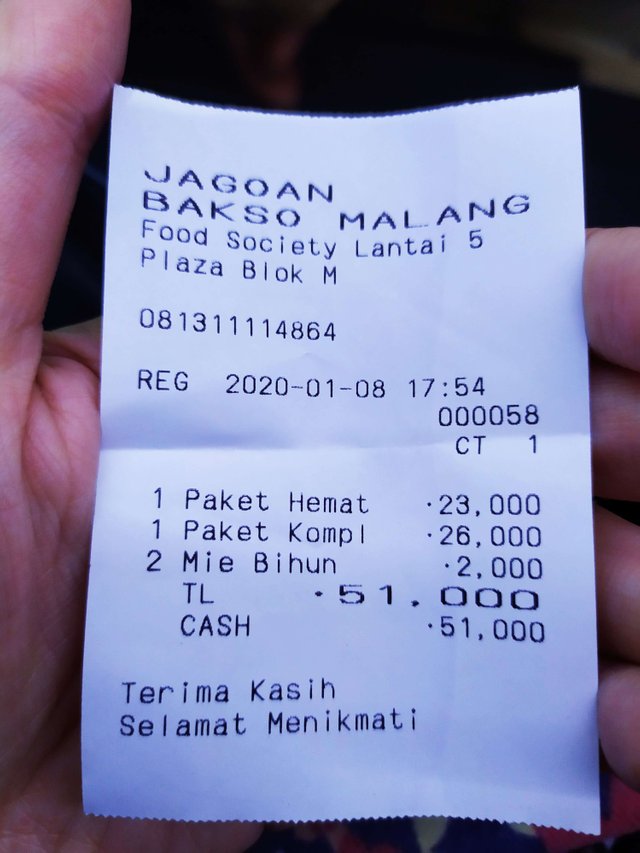 JAGOAN
BAKSO MALANG
Food Society Lantai 5
Plaza Blok M
081311114864
REG 2020-01-08 17:54
000058
CT 1
1 Paket Hemat ·23,000
1 Paket Kompl ·26,000
2 Mie Bihun ·2,000
TL ·51,000
CASH ·51,000
Terima Kasih
Selamat Menikmati